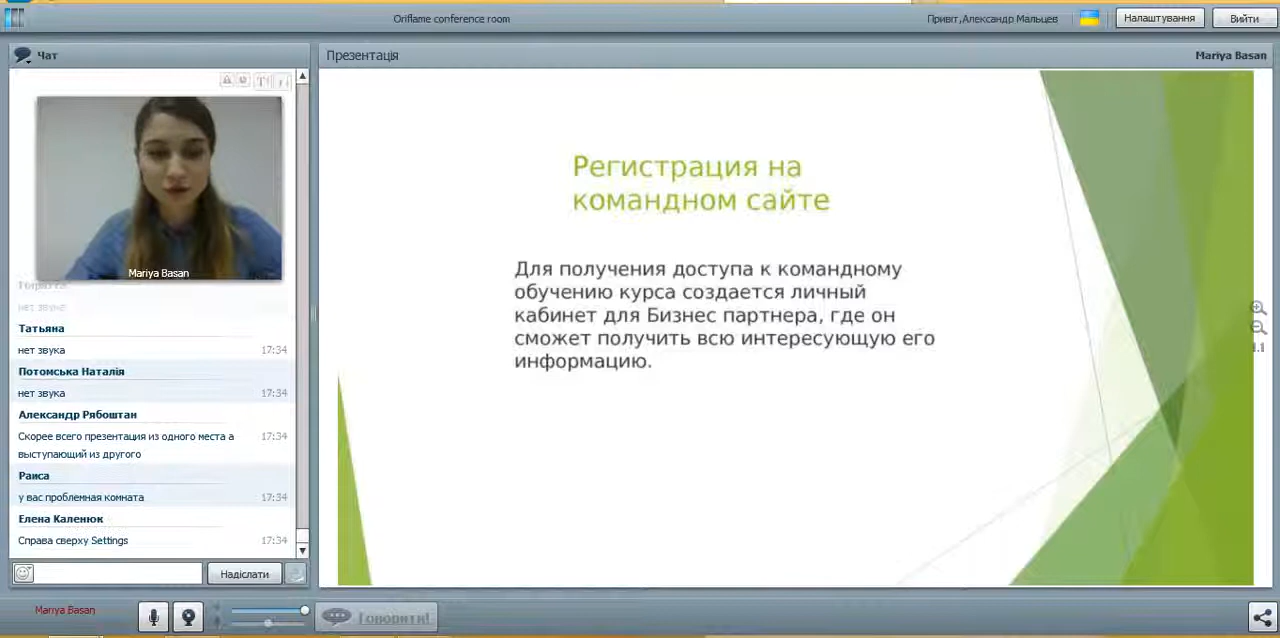 Oriflame conference room
Привіт,Александр Мальцев
Налаштування
Вийти
Чат
Презентація
Mariya Basan
Mariya Basan
нет звука
Татьяна
нет звука
17:34
Потомська Наталія
нет звука
17:34
Александр Рябоштан
Скорее всего презентация из одного места а
17:34
выступающий из другого
Раиса
у вас проблемная комната
17:34
Елена Каленюк
Справа сверху Settings
17:34
Надіслати
Mariya Basan
Говорити!
Регистрация на
командном сайте
Для получения доступа к командному
обучению курса создается личный
кабинет для Бизнес партнера, где он
сможет получить всю интересующую его
информацию.
1:1